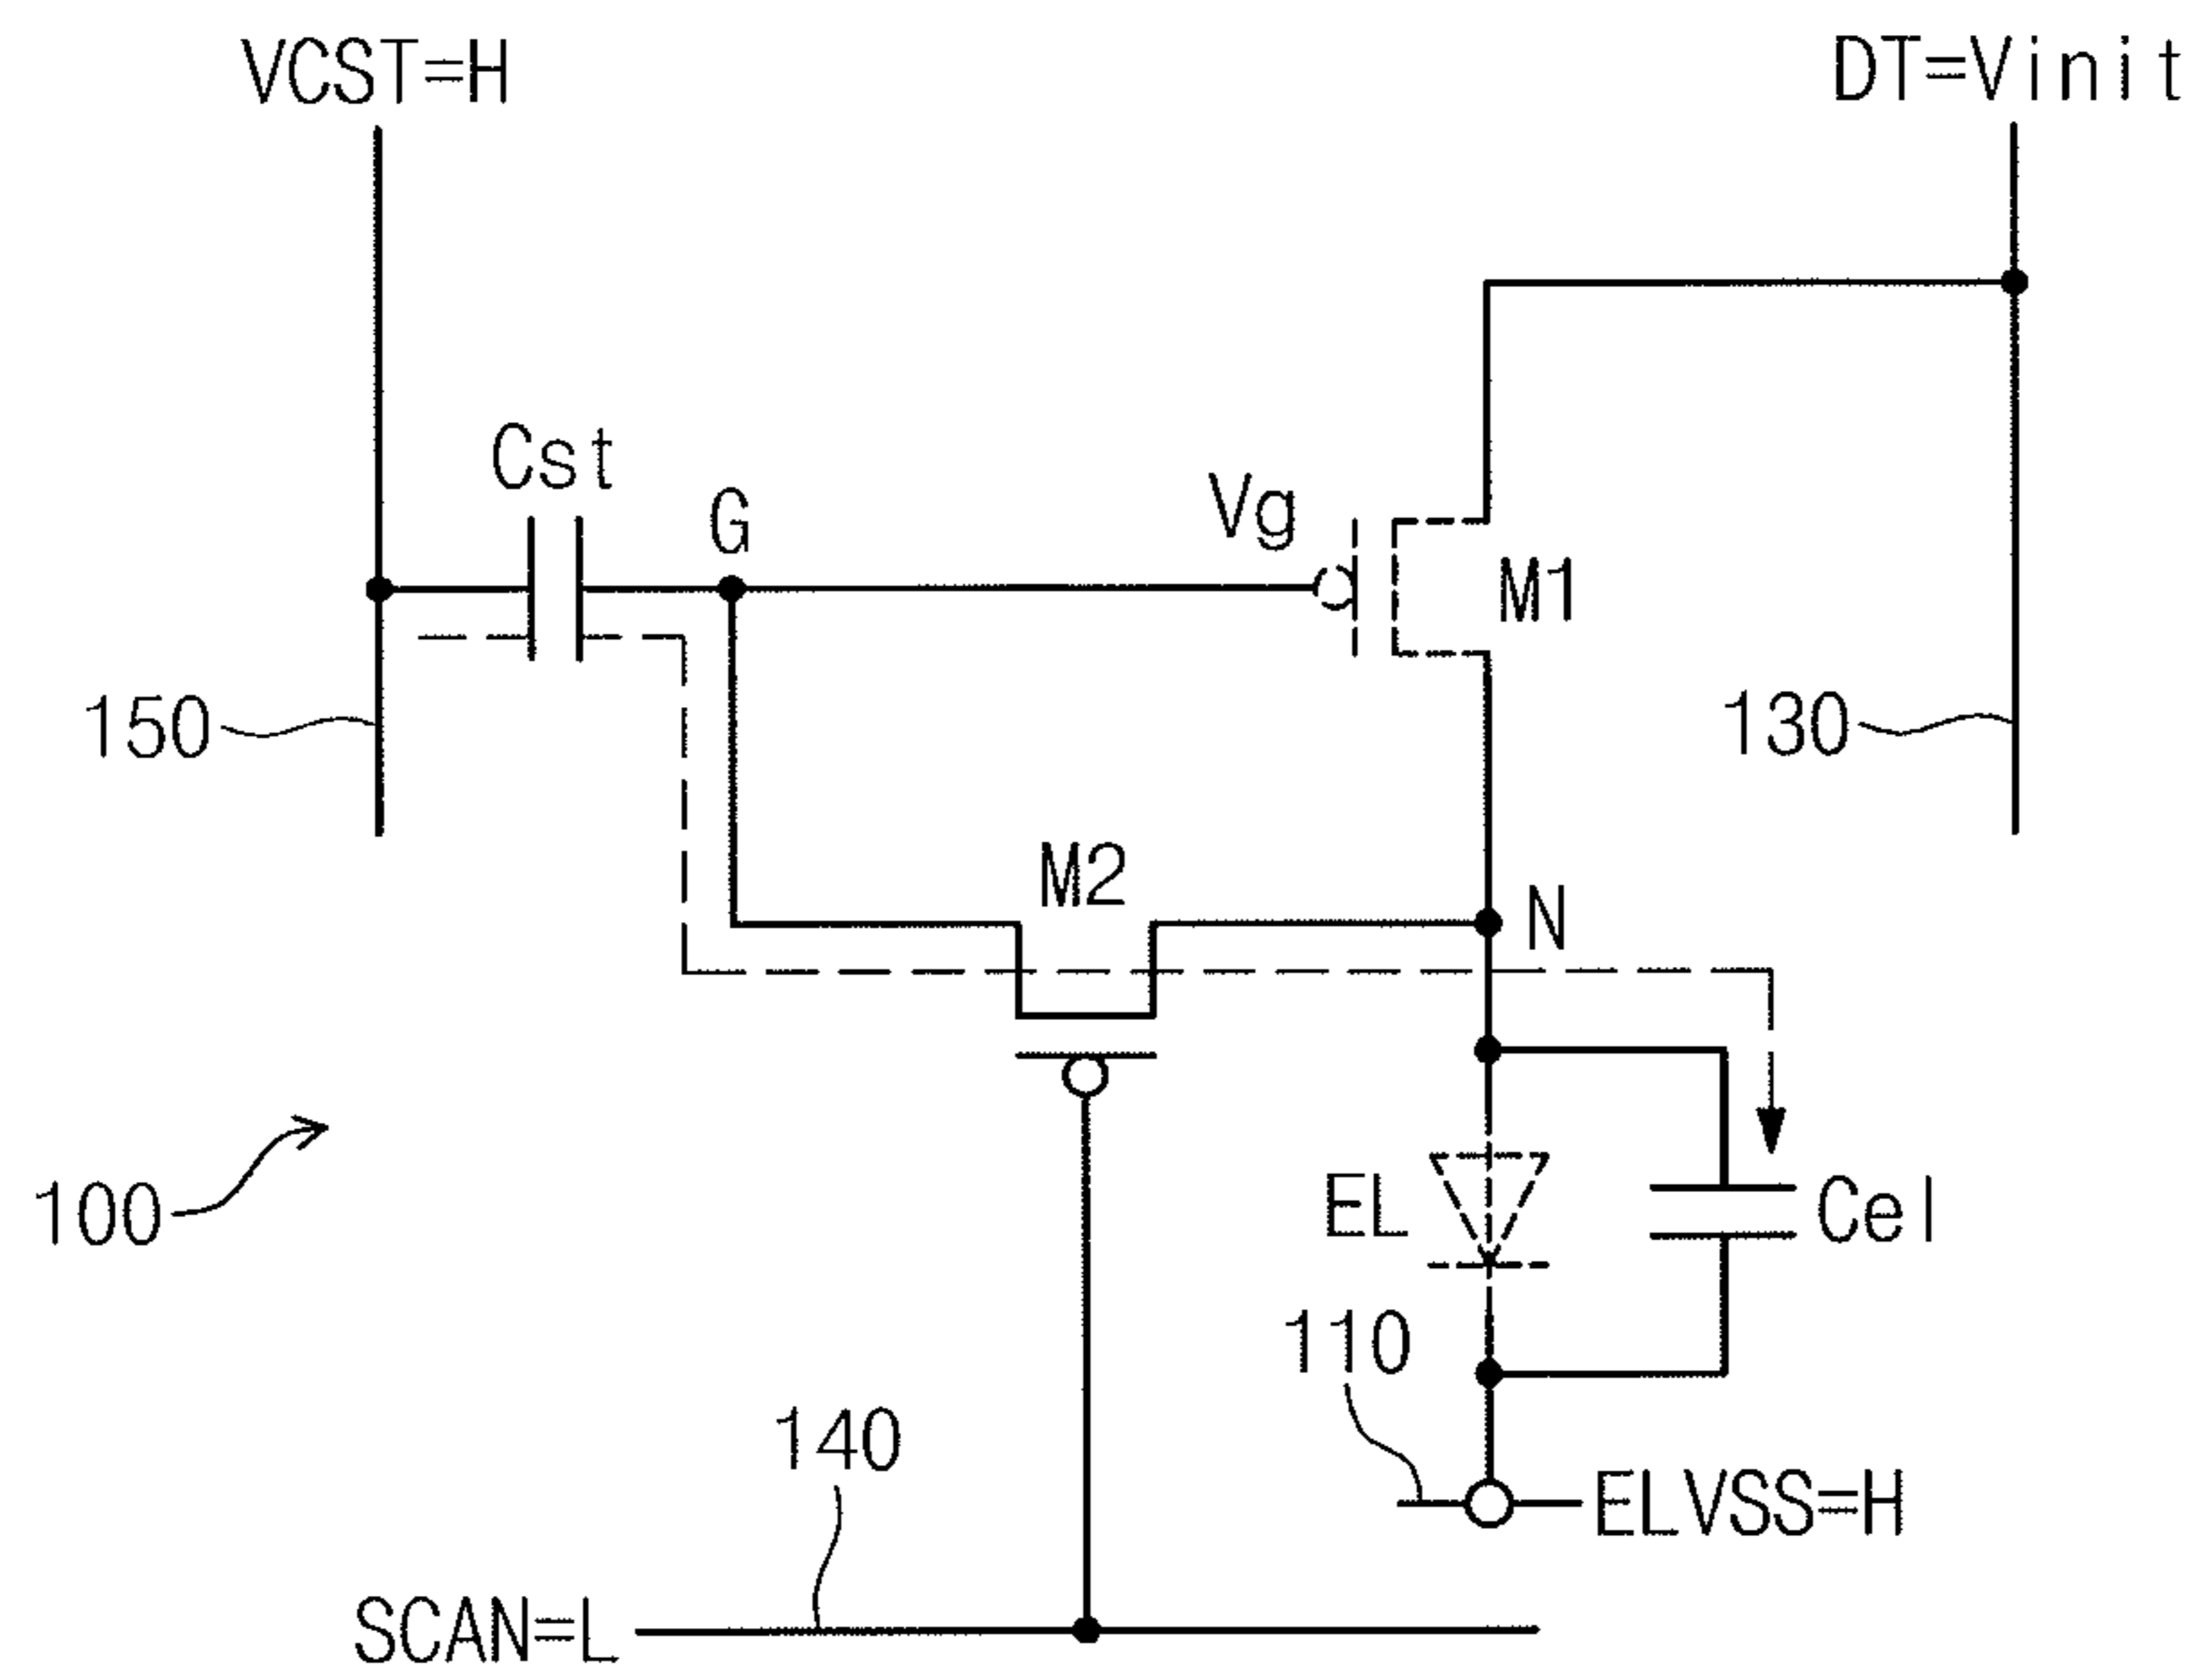 VCST=H
DT=Vinit
Cst
G
Vg
M1
150
130
M2
N
100
EL
Cel
110
140
ELVSS=H
SCAN=L